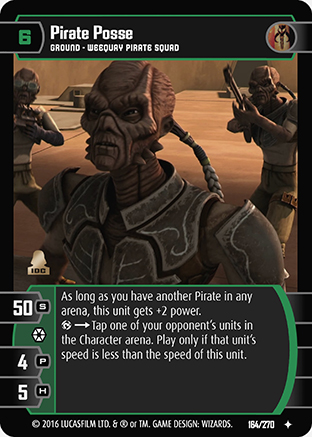 6
Pirate Posse
GROUND - WEEQUAY PIRATE SQUAD
IDC
50 S
As long as you have another Pirate in any
arena, this unit gets +2 power.
Tap one of your opponent's units in
the Character arena. Play only if that unit's
speed is less than the speed of this unit.
4 P
5 H
© 2016 LUCASFILM LTD. & ® OR TM. GAME DESIGN: WIZARDS. 164/270